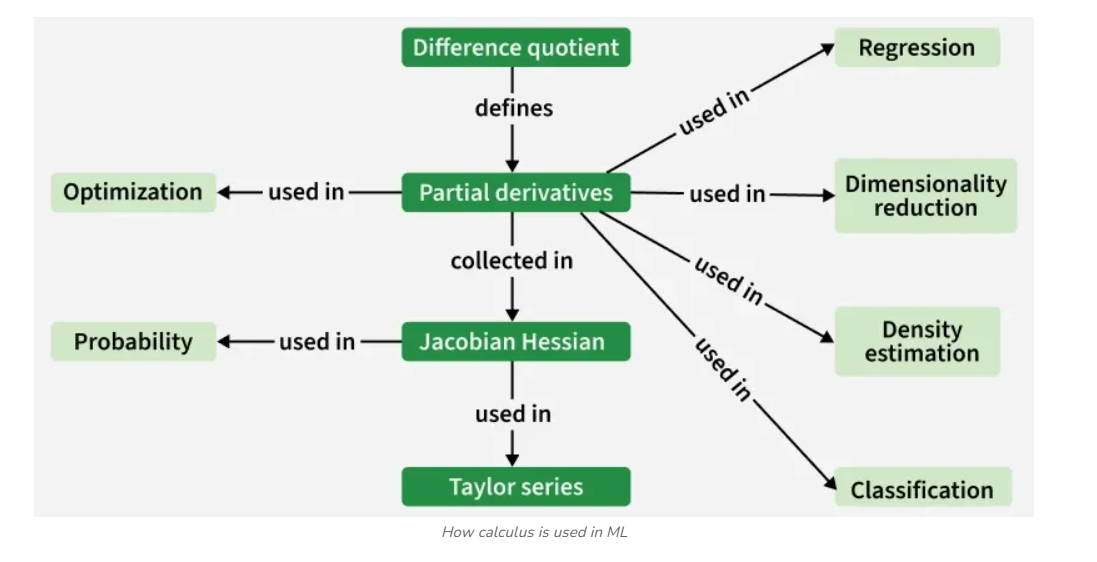 Difference quotient
Regression
defines
used in
Optimization
used in
Partial derivatives
used in
Dimensionality
reduction
collected in
used in
Probability
used in
Jacobian Hessian
used in
Density
estimation
used in
Taylor series
Classification
How calculus is used in ML